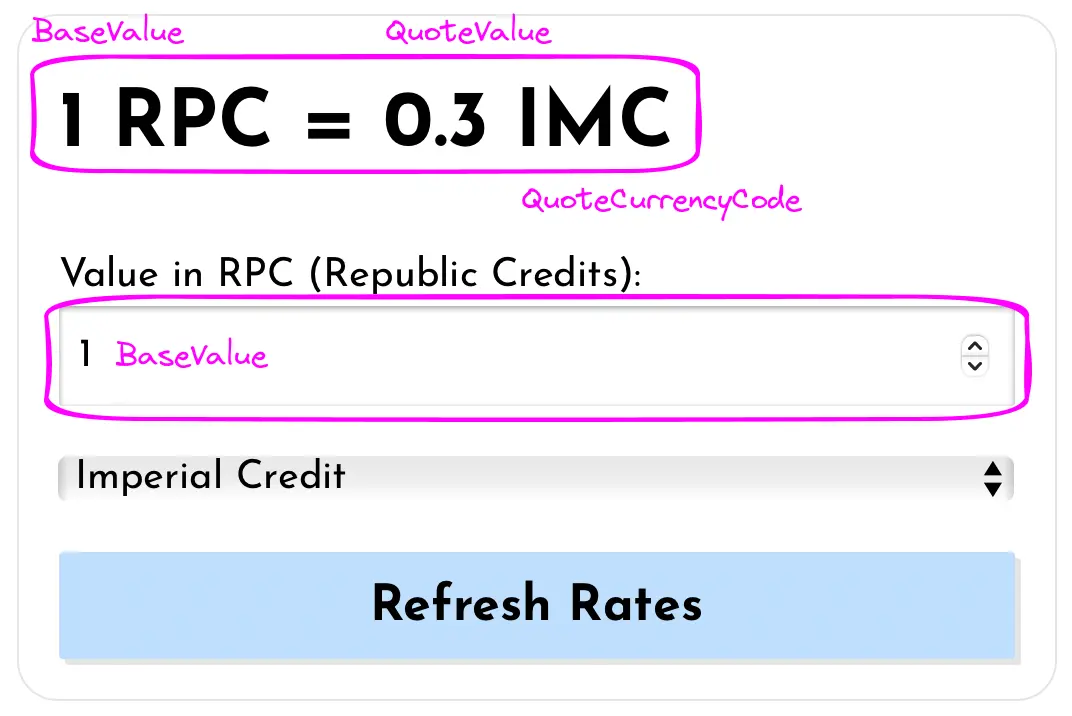 BaseValue QuoteValue
1 RPC = 0.3 IMC
QuoteCurrencyCode
Value in RPC (Republic Credits):
1 BaseValue
Imperial Credit
Refresh Rates